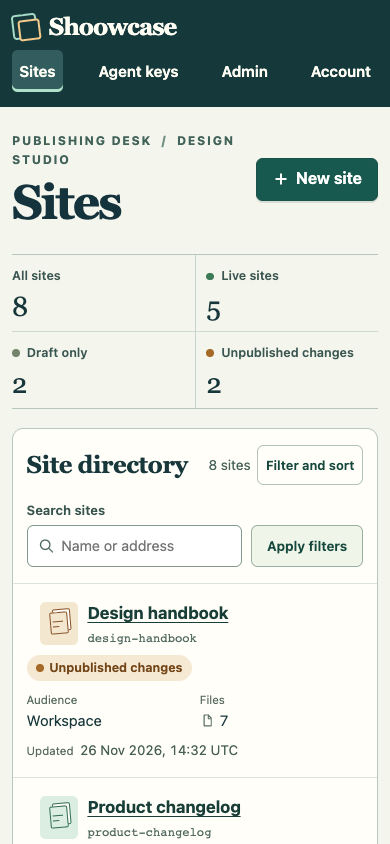 Shoowcase
Sites
Agent keys
Admin
Account
PUBLISHING DESK / DESIGN
STUDIO
Sites
+ New site
All sites
8
Live sites
5
Draft only
2
Unpublished changes
2
Site directory
8 sites
Filter and sort
Search sites
Name or address
Apply filters
Design handbook
design-handbook
Unpublished changes
Audience
Files
Workspace
7
Updated 26 Nov 2026, 14:32 UTC
Product changelog
product-changelog